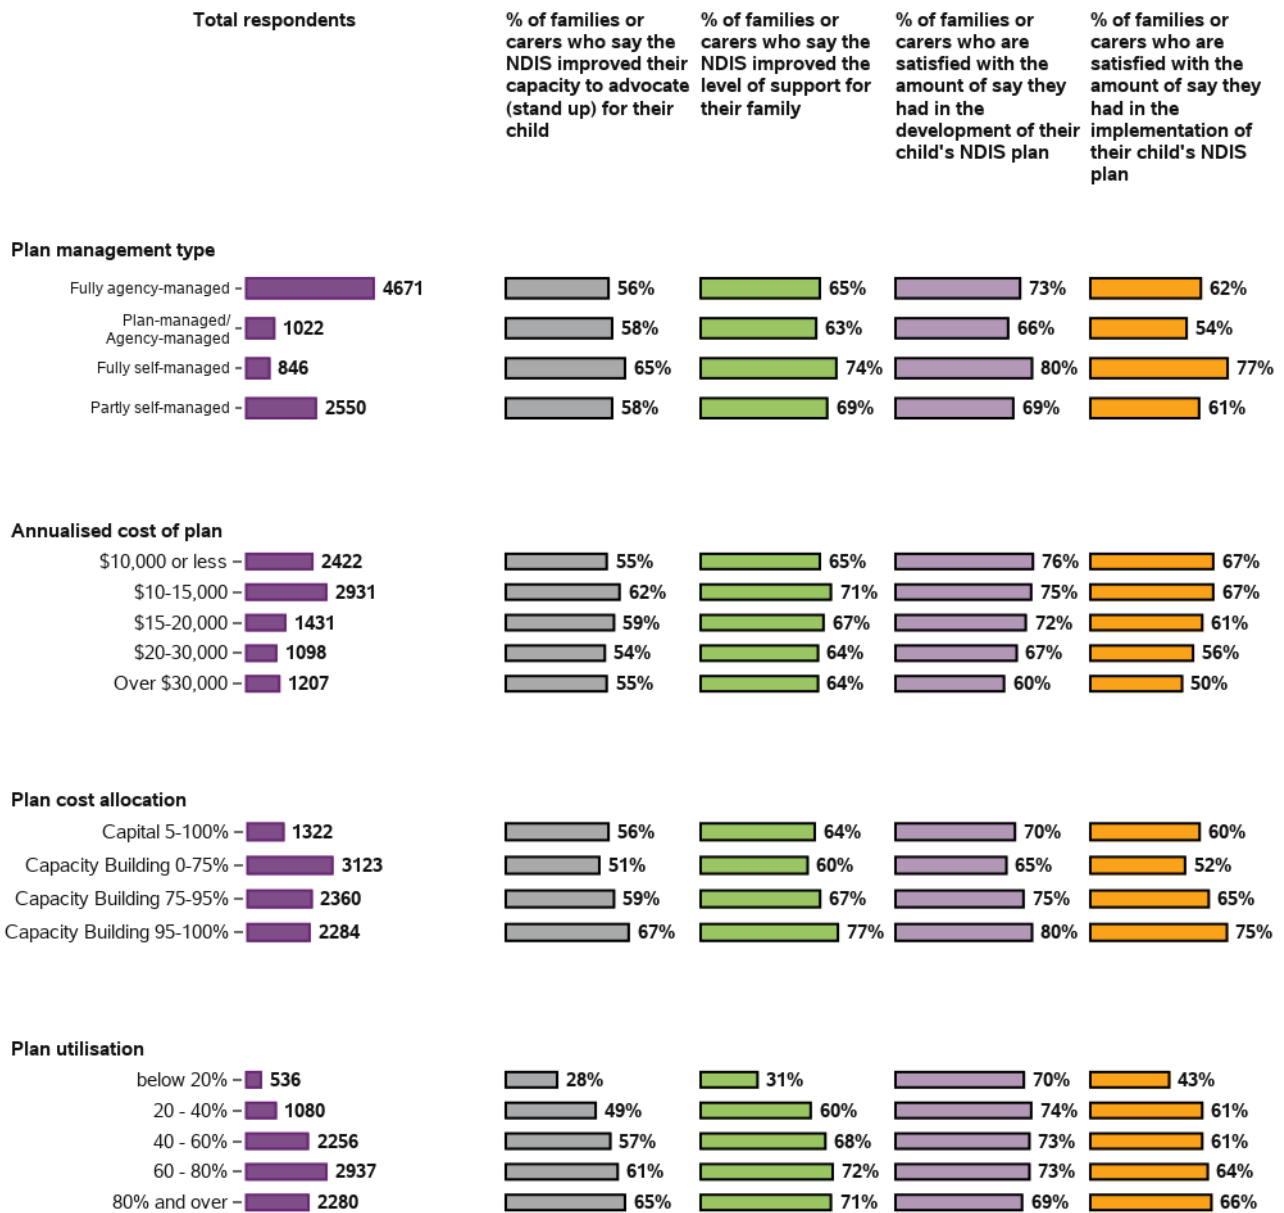 Total respondents
% of families or
carers who say the
NDIS improved their
capacity to advocate
(stand up) for their
child
% of families or
carers who say the
NDIS improved the
level of support for
their family
% of families or
carers who are
satisfied with the
amount of say they
had in the
development of their
child's NDIS plan
% of families or
carers who are
satisfied with the
amount of say they
had in the
implementation of
their child's NDIS
plan
Plan management type
Fully agency-managed 4671 56% 65% 73% 62%
Plan-managed/
Agency-managed 1022 58% 63% 66% 54%
Fully self-managed 846 65% 74% 80% 77%
Partly self-managed 2550 58% 69% 69% 61%
Annualised cost of plan
$10,000 or less 2422 55% 65% 76% 67%
$10-15,000 2931 62% 71% 75% 67%
$15-20,000 1431 59% 67% 72% 61%
$20-30,000 1098 54% 64% 67% 56%
Over $30,000 1207 55% 64% 60% 50%
Plan cost allocation
Capital 5-100% 1322 56% 64% 70% 60%
Capacity Building 0-75% 3123 51% 60% 65% 52%
Capacity Building 75-95% 2360 59% 67% 75% 65%
Capacity Building 95-100% 2284 67% 77% 80% 75%
Plan utilisation
below 20% 536 28% 31% 70% 43%
20 - 40% 1080 49% 60% 74% 61%
40 - 60% 2256 57% 68% 73% 61%
60 - 80% 2937 61% 72% 73% 64%
80% and over 2280 65% 71% 69% 66%